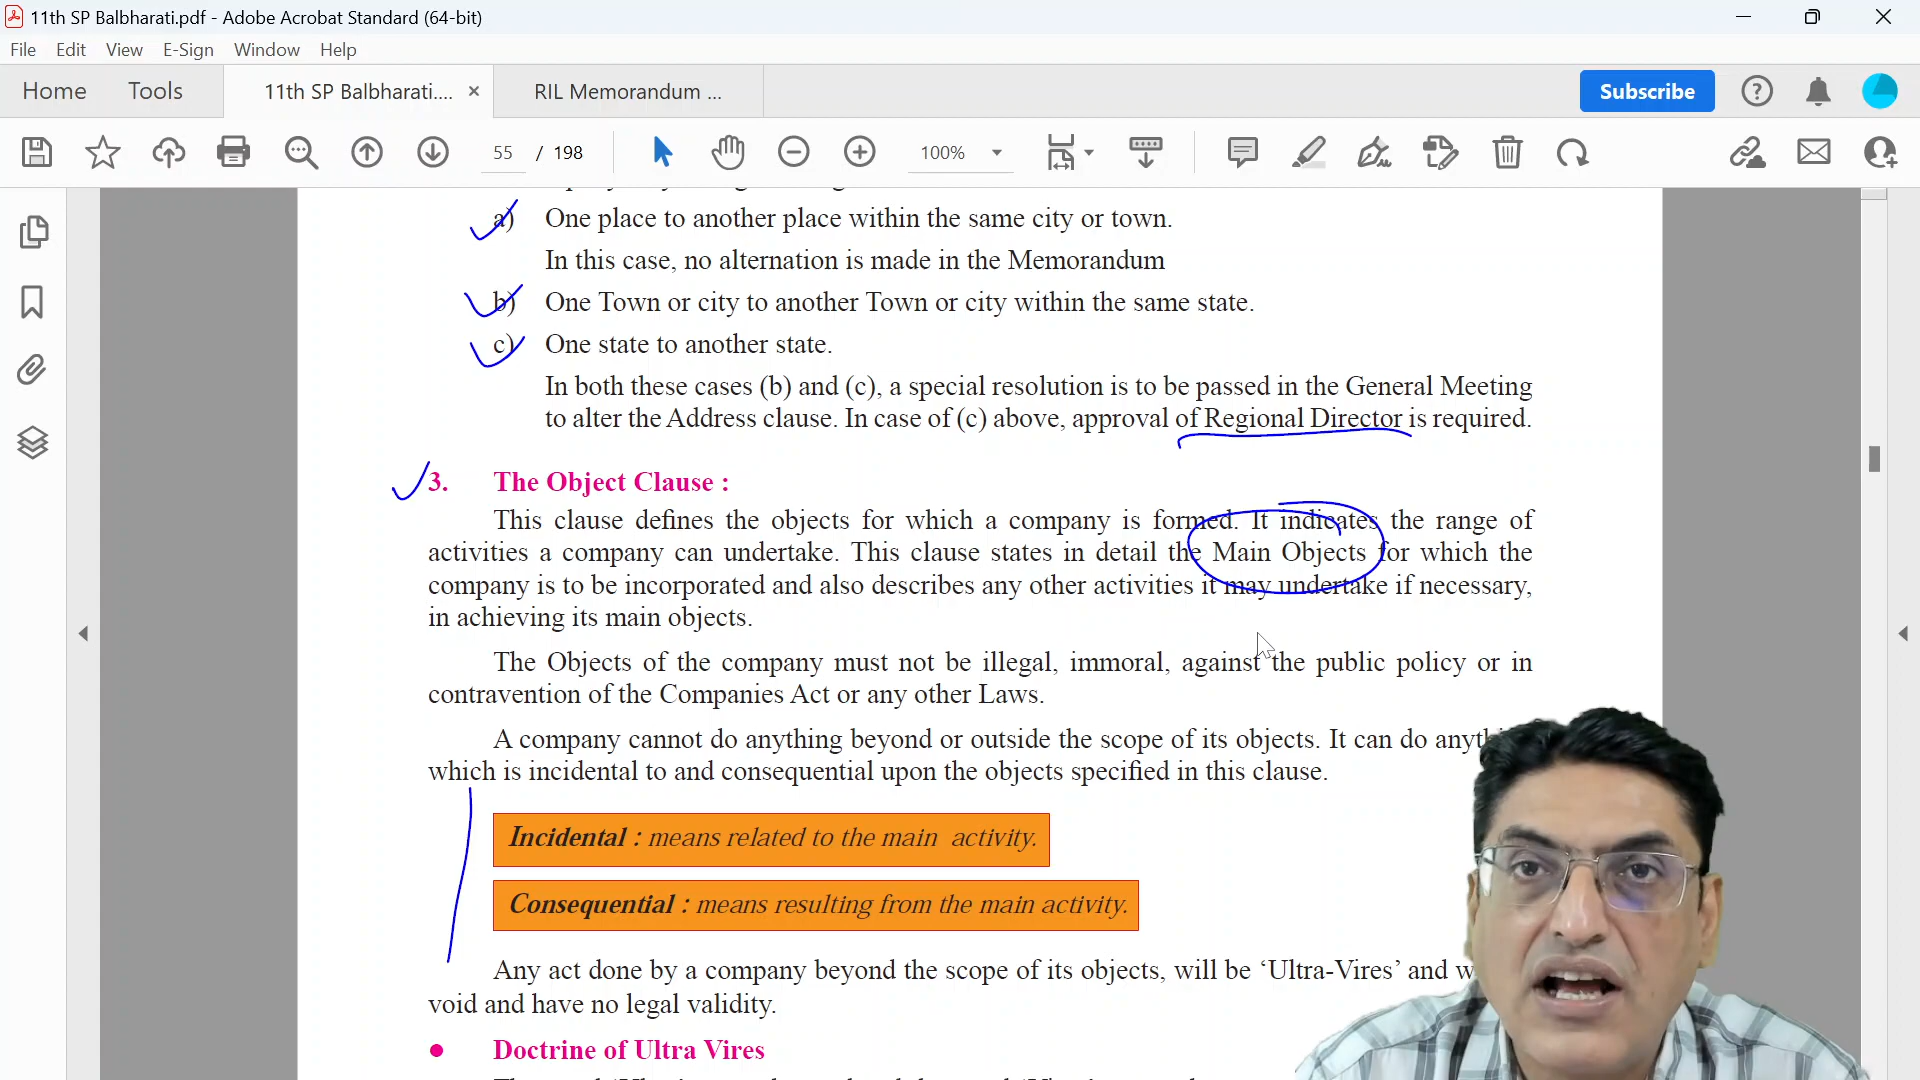 11th SP Balbharati.pdf - Adobe Acrobat Standard (64-bit)
File Edit View E-Sign Window Help
Home Tools 11th SP Balbharati.... × RIL Memorandum ... Subscribe
55 / 198 100%
a) One place to another place within the same city or town.
In this case, no alternation is made in the Memorandum
b) One Town or city to another Town or city within the same state.
c) One state to another state.
In both these cases (b) and (c), a special resolution is to be passed in the General Meeting
to alter the Address clause. In case of (c) above, approval of Regional Director is required.
3. The Object Clause :
This clause defines the objects for which a company is formed. It indicates the range of
activities a company can undertake. This clause states in detail the Main Objects for which the
company is to be incorporated and also describes any other activities it may undertake if necessary,
in achieving its main objects.
The Objects of the company must not be illegal, immoral, against the public policy or in
contravention of the Companies Act or any other Laws.
A company cannot do anything beyond or outside the scope of its objects. It can do
which is incidental to and consequential upon the objects specified in this clause.
Incidental : means related to the main activity.
Consequential : means resulting from the main activity.
Any act done by a company beyond the scope of its objects, will be ‘Ultra-Vires’ and
void and have no legal validity.
• Doctrine of Ultra Vires